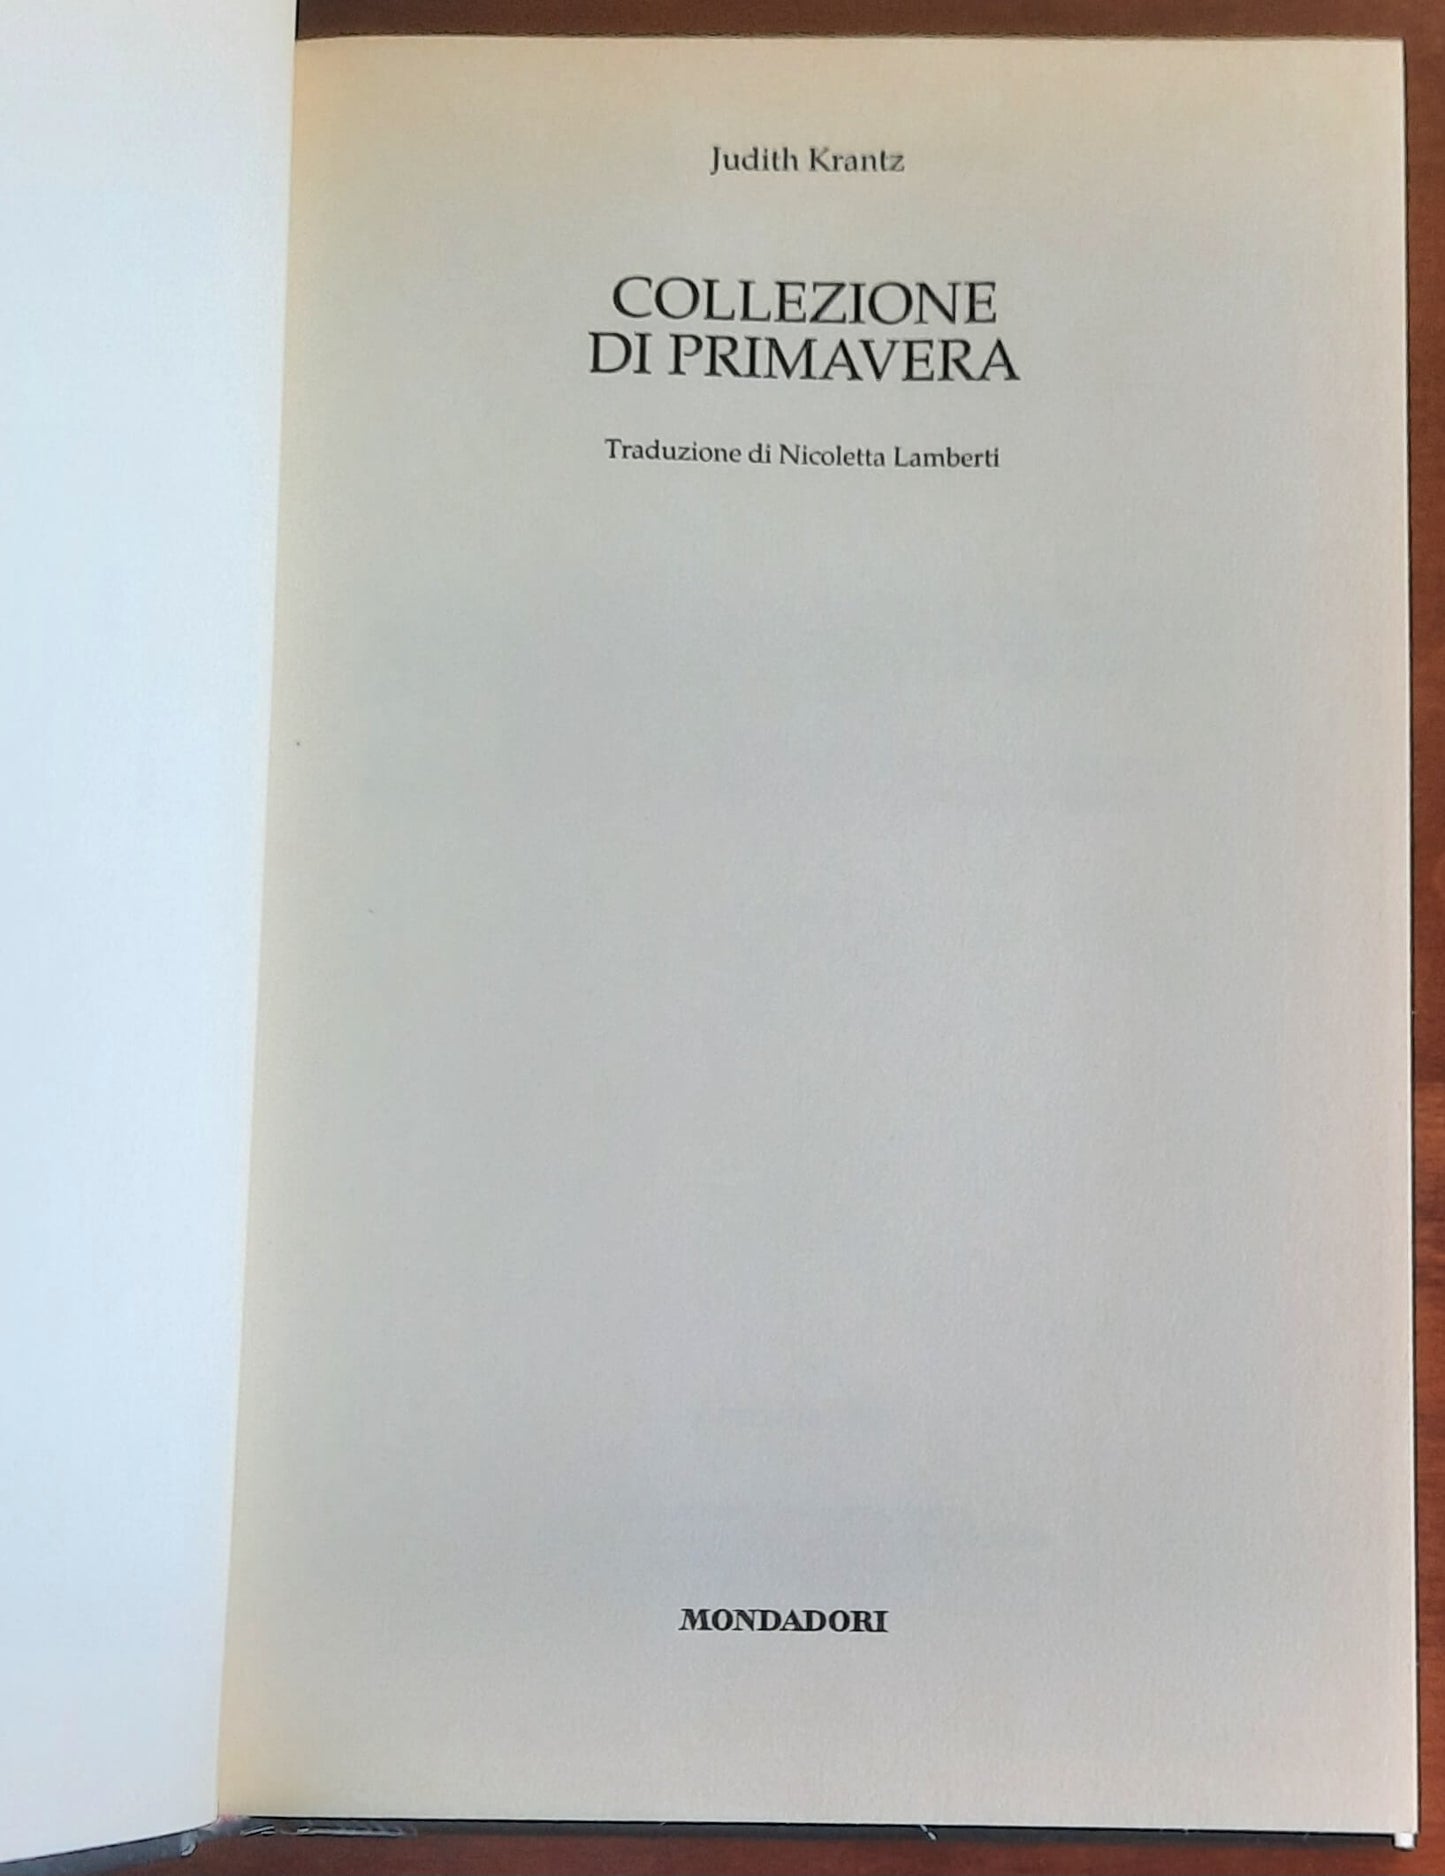 Judith Krantz
COLLEZIONE
DI PRIMAVERA
Traduzione di Nicoletta Lamberti
MONDADORI